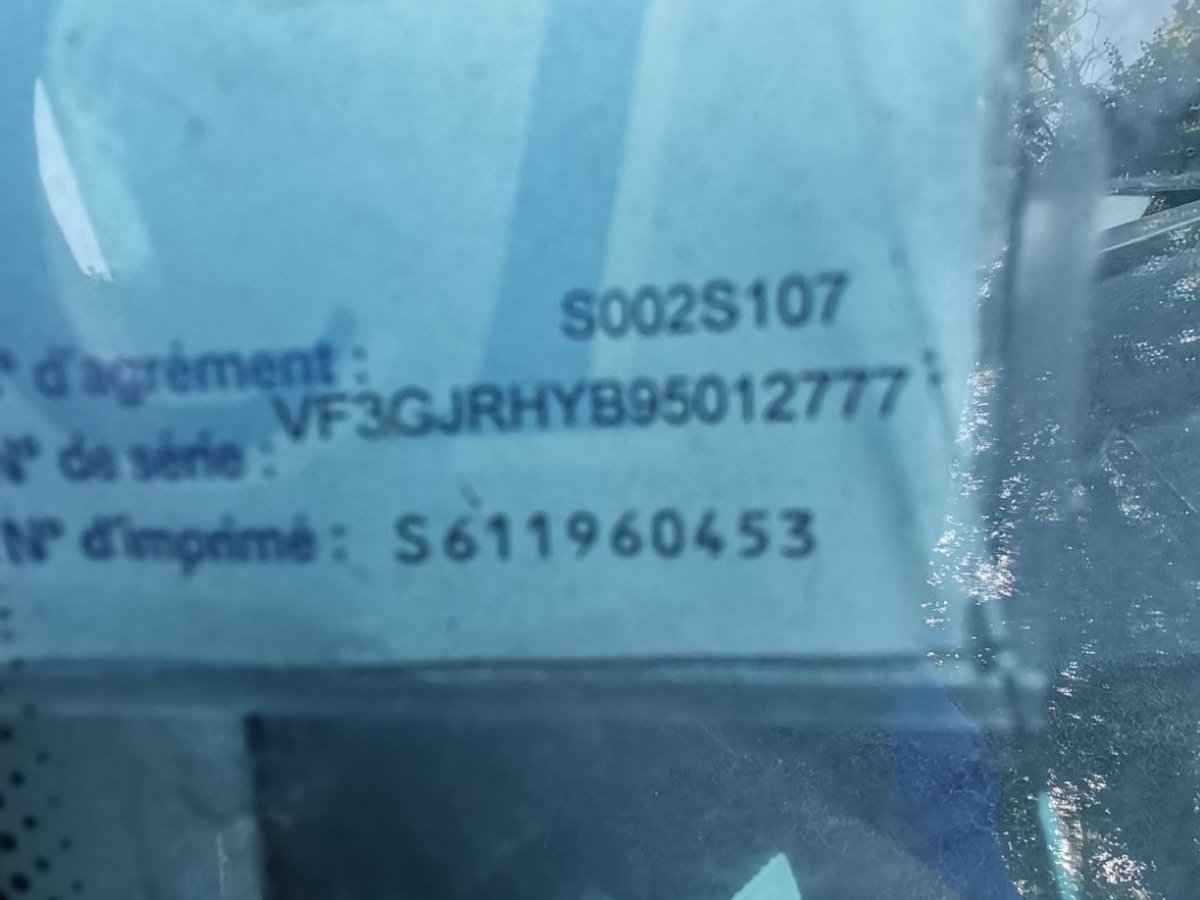 S002S107
N° d'agrément :
VF3GJRHYB95012777
N° de série :
N° d'imprimé : S611960453